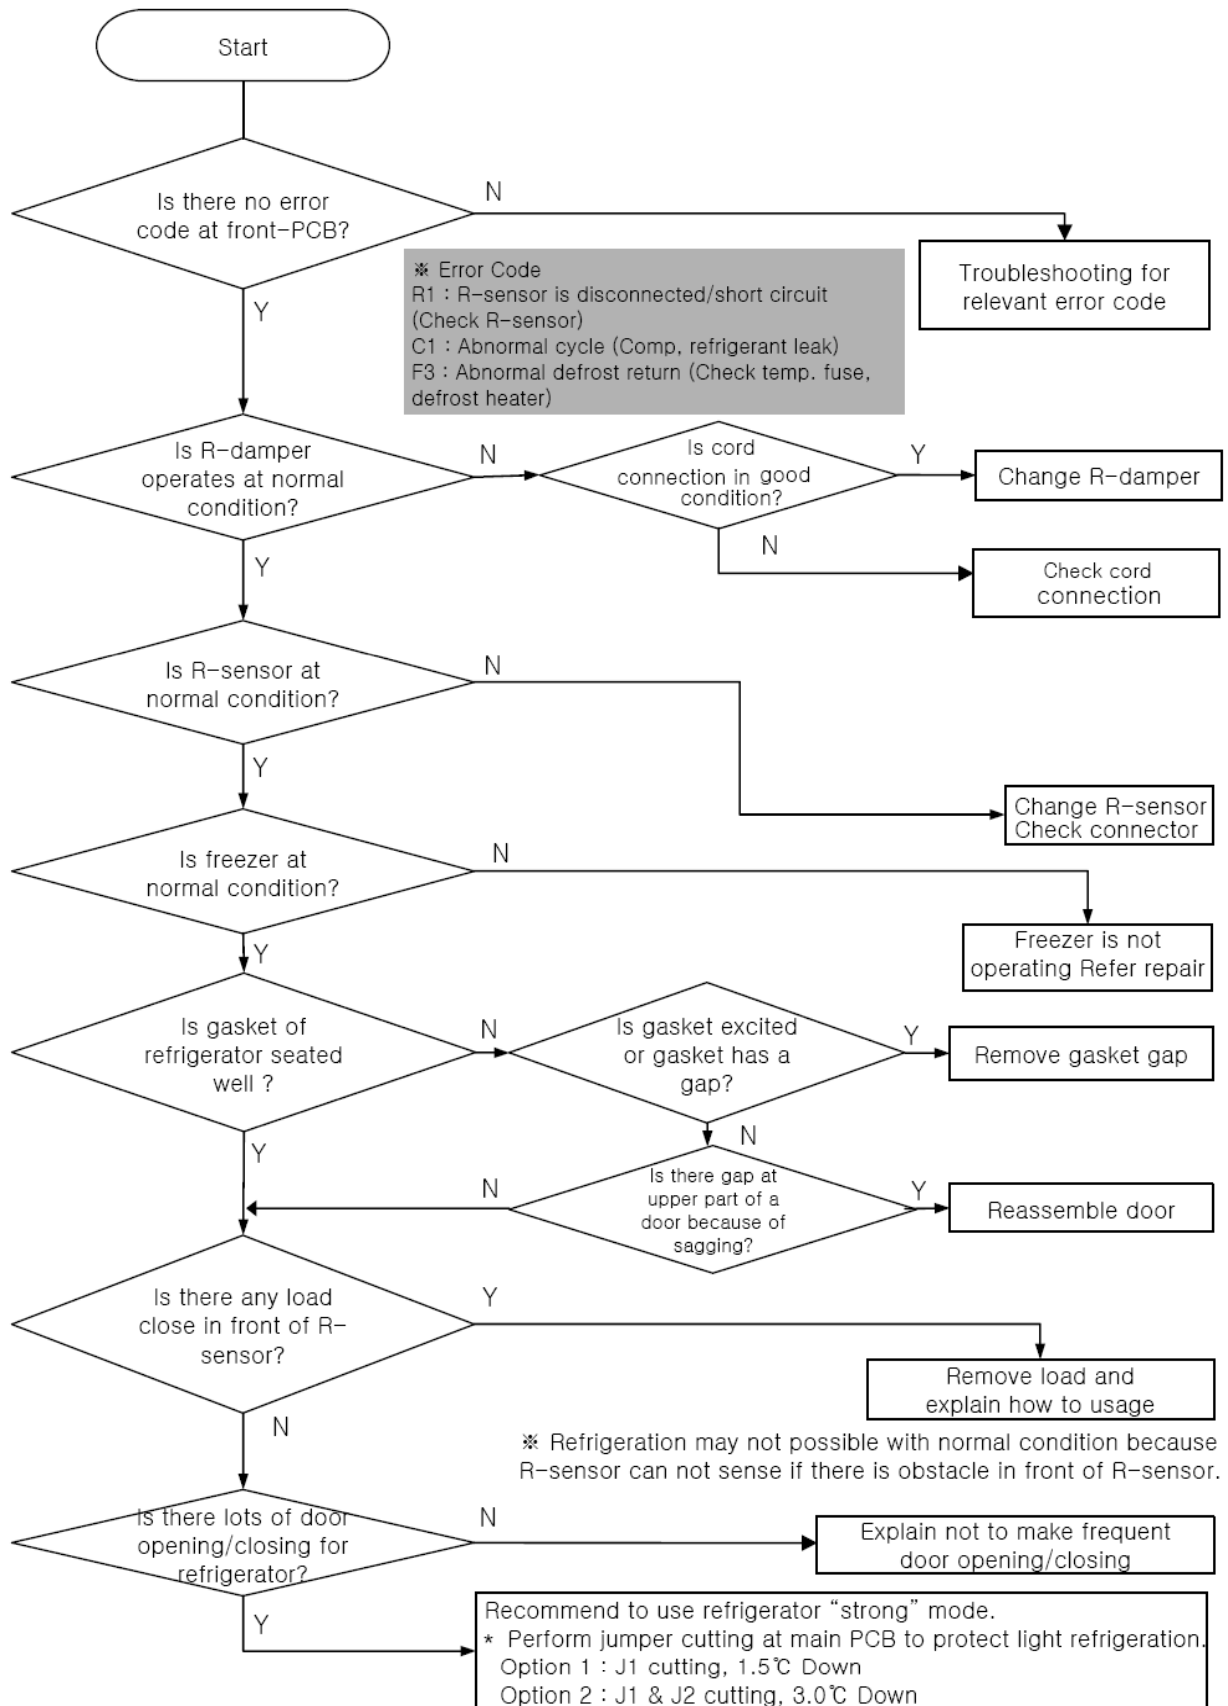 Start
Is there no error
code at front-PCB?
N
Troubleshooting for
relevant error code
※ Error Code
R1 : R-sensor is disconnected/short circuit
(Check R-sensor)
C1 : Abnormal cycle (Comp, refrigerant leak)
F3 : Abnormal defrost return (Check temp. fuse,
defrost heater)
Y
Is R-damper
operates at normal
condition?
N
Is cord
connection in good
condition?
Y
Change R-damper
N
Check cord
connection
Y
Is R-sensor at
normal condition?
N
Change R-sensor
Check connector
Y
Is freezer at
normal condition?
N
Freezer is not
operating Refer repair
Y
Is gasket of
refrigerator seated
well ?
N
Is gasket excited
or gasket has a
gap?
Y
Remove gasket gap
N
Is there gap at
upper part of a
door because of
sagging?
Y
Reassemble door
N
Y
Is there any load
close in front of R-
sensor?
Y
Remove load and
explain how to usage
※ Refrigeration may not possible with normal condition because
R-sensor can not sense if there is obstacle in front of R-sensor.
N
Is there lots of door
opening/closing for
refrigerator?
N
Explain not to make frequent
door opening/closing
Y
Recommend to use refrigerator “strong” mode.
* Perform jumper cutting at main PCB to protect light refrigeration.
Option 1 : J1 cutting, 1.5℃ Down
Option 2 : J1 & J2 cutting, 3.0℃ Down